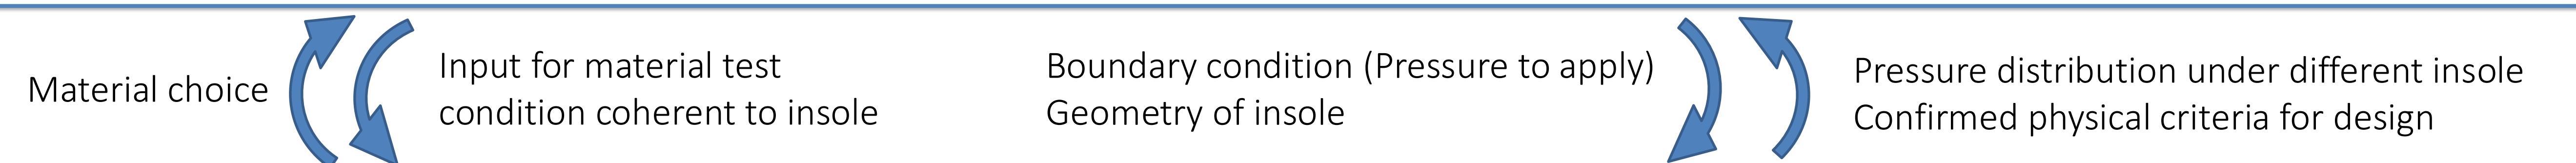 Material choice
Input for material test
condition coherent to insole
Boundary condition (Pressure to apply)
Geometry of insole
Pressure distribution under different insole
Confirmed physical criteria for design